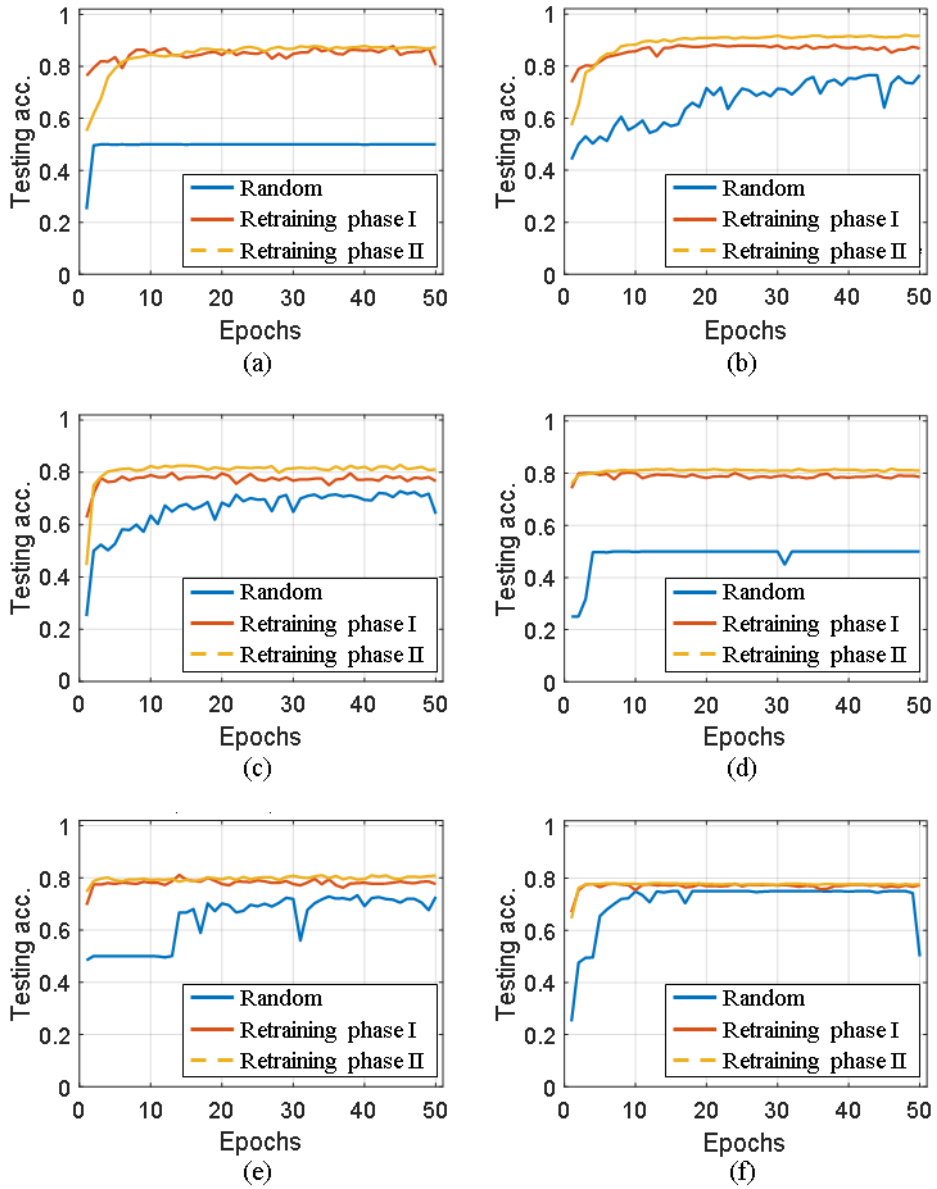 1
0.8
0.6
0.4
0.2
0
Testing acc.
Random
Retraining phase I
Retraining phase II
0 10 20 30 40 50
Epochs
(a)
1
0.8
0.6
0.4
0.2
0
Testing acc.
Random
Retraining phase I
Retraining phase II
0 10 20 30 40 50
Epochs
(b)
1
0.8
0.6
0.4
0.2
0
Testing acc.
Random
Retraining phase I
Retraining phase II
0 10 20 30 40 50
Epochs
(c)
1
0.8
0.6
0.4
0.2
0
Testing acc.
Random
Retraining phase I
Retraining phase II
0 10 20 30 40 50
Epochs
(d)
1
0.8
0.6
0.4
0.2
0
Testing acc.
Random
Retraining phase I
Retraining phase II
0 10 20 30 40 50
Epochs
(e)
1
0.8
0.6
0.4
0.2
0
Testing acc.
Random
Retraining phase I
Retraining phase II
0 10 20 30 40 50
Epochs
(f)